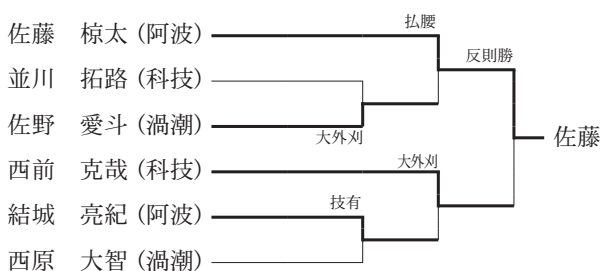 払腰
佐藤 椋太（阿波）
反則勝
並川 拓路（科技）
佐野 愛斗（渦潮）
大外刈
佐藤
西前 克哉（科技）
大外刈
結城 亮紀（阿波）
技有
西原 大智（渦潮）